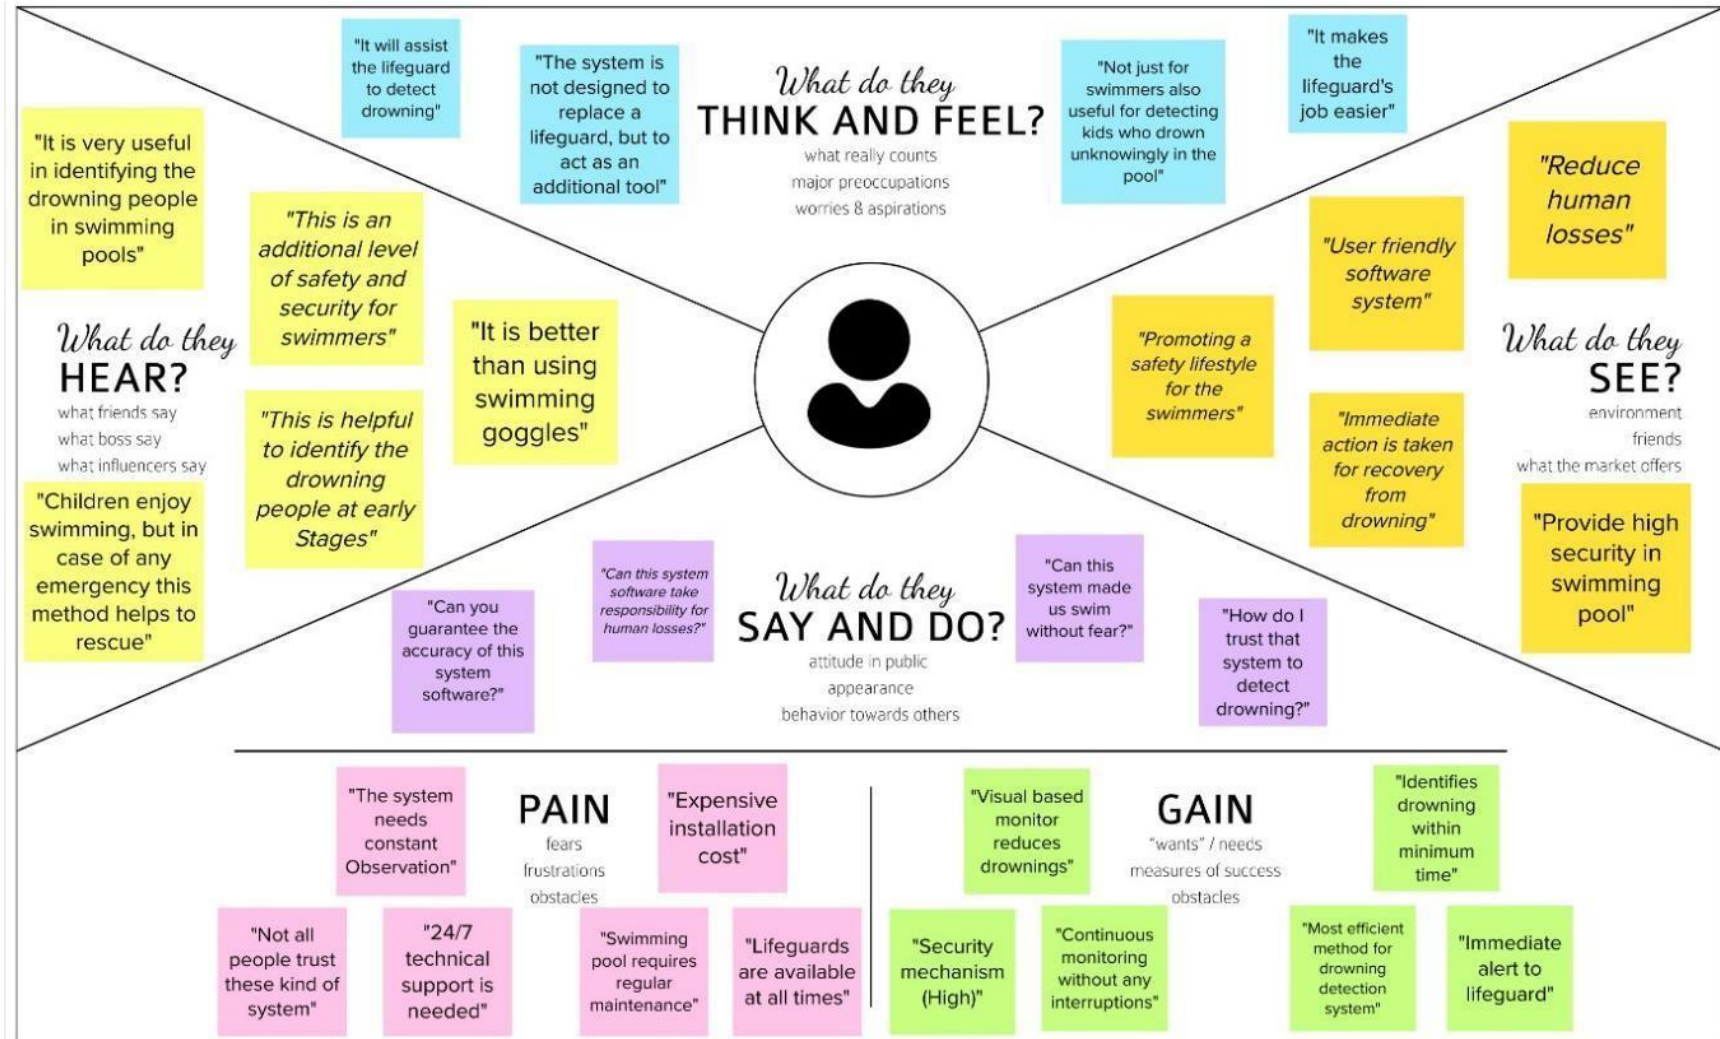 "It will assist
the lifeguard
to detect
drowning"
"The system is
not designed to
replace a
lifeguard, but to
act as an
additional tool"
What do they
THINK AND FEEL?
what really counts
major preoccupations
worries & aspirations
"Not just for
swimmers also
useful for detecting
kids who drown
unknowingly in the
pool"
"It makes
the
lifeguard's
job easier"
"It is very useful
in identifying the
drowning people
in swimming
pools"
"This is an
additional level
of safety and
security for
swimmers"
"It is better
than using
swimming
goggles"
What do they
HEAR?
what friends say
what boss say
what influencers say
"This is helpful
to identify the
drowning
people at early
Stages"
"Children enjoy
swimming, but in
case of any
emergency this
method helps to
rescue"
"Reduce
human
losses"
"User friendly
software
system"
"Promoting a
safety lifestyle
for the
swimmers"
What do they
SEE?
environment
friends
what the market offers
"Immediate
action is taken
for recovery
from
drowning"
"Provide high
security in
swimming
pool"
"Can you
guarantee the
accuracy of this
system
software?"
"Can this system
software take
responsibility for
human losses?"
What do they
SAY AND DO?
attitude in public
appearance
behavior towards others
"Can this
system made
us swim
without fear?"
"How do I
trust that
system to
detect
drowning?"
"The system
needs
constant
Observation"
PAIN
fears
frustrations
obstacles
"Expensive
installation
cost"
"Not all
people trust
these kind of
system"
"24/7
technical
support is
needed"
"Swimming
pool requires
regular
maintenance"
"Lifeguards
are available
at all times"
"Visual based
monitor
reduces
drownings"
GAIN
"wants" / needs
measures of success
obstacles
"Identifies
drowning
within
minimum
time"
"Security
mechanism
(High)"
"Continuous
monitoring
without any
interruptions"
"Most efficient
method for
drowning
detection
system"
"Immediate
alert to
lifeguard"